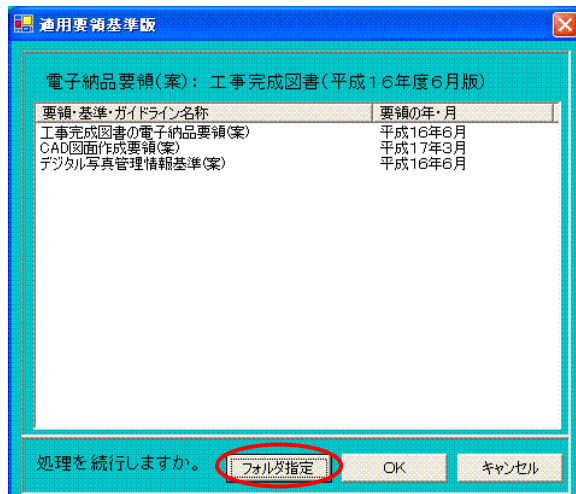 適用要領基準版
電子納品要領(案): 工事完成図書(平成16年度6月版)
要領・基準・ガイドライン名称 要領の年・月
工事完成図書の電子納品要領(案) 平成16年6月
CAD図面作成要領(案) 平成17年3月
デジタル写真管理情報基準(案) 平成16年6月
処理を続行しますか。 フォルダ指定 OK キャンセル